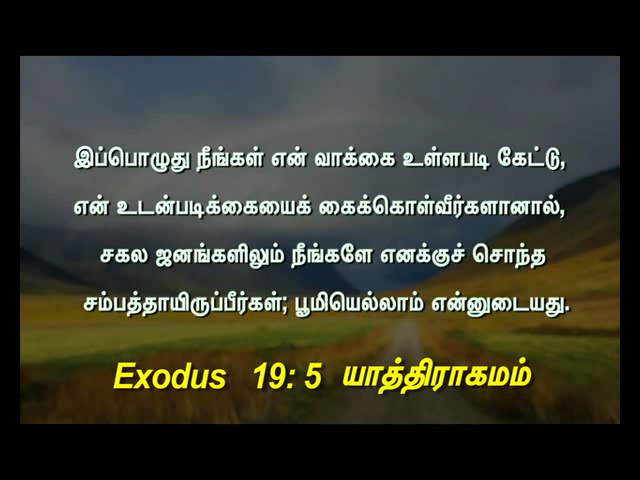 இப்பொழுது நீங்கள் என் வாக்கை உள்ளபடி கேட்டு,
என் உடன்படிக்கையைக் கைக்கொள்வீர்களானால்,
சகல ஜனங்களிலும் நீங்களே எனக்குச் சொந்த
சம்பத்தாயிருப்பீர்கள்; பூமியெல்லாம் என்னுடையது.
Exodus 19: 5 யாத்திராகமம்